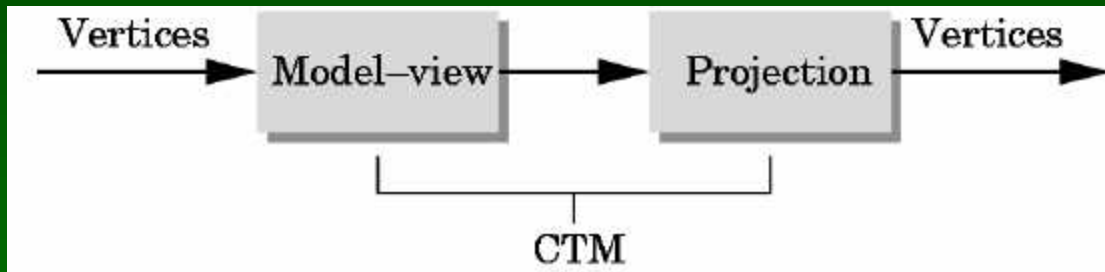 Vertices
Model–view
Projection
Vertices
CTM